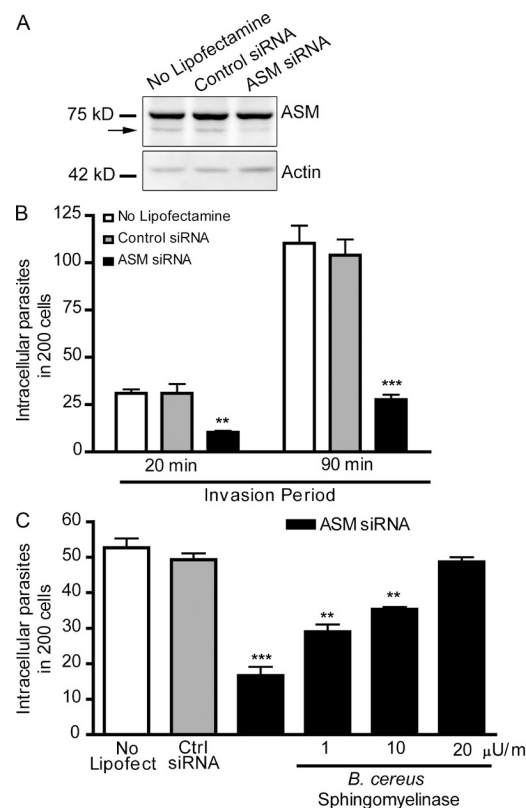 A
No Lipofectamine
Control siRNA
ASM siRNA
75 kD
ASM
42 kD
Actin
B
Intracellular parasites
in 200 cells
125
100
50
25
0
No Lipofectamine
Control siRNA
ASM siRNA
**
***
20 min
90 min
Invasion Period
C
Intracellular parasites
in 200 cells
60
50
40
30
20
10
0
ASM siRNA
***
**
**
No
Lipofect
Ctrl
siRNA
1
10
20
µU/m
B. cereus
Sphingomyelinase